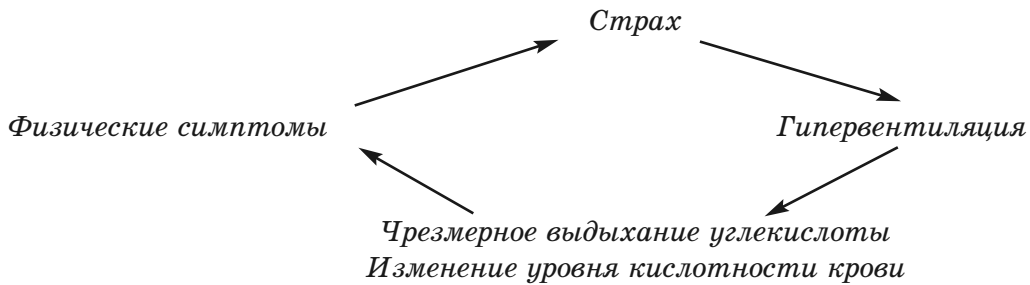 Страх
Физические симптомы
Гипервентиляция
Чрезмерное выдыхание углекислоты
Изменение уровня кислотности крови